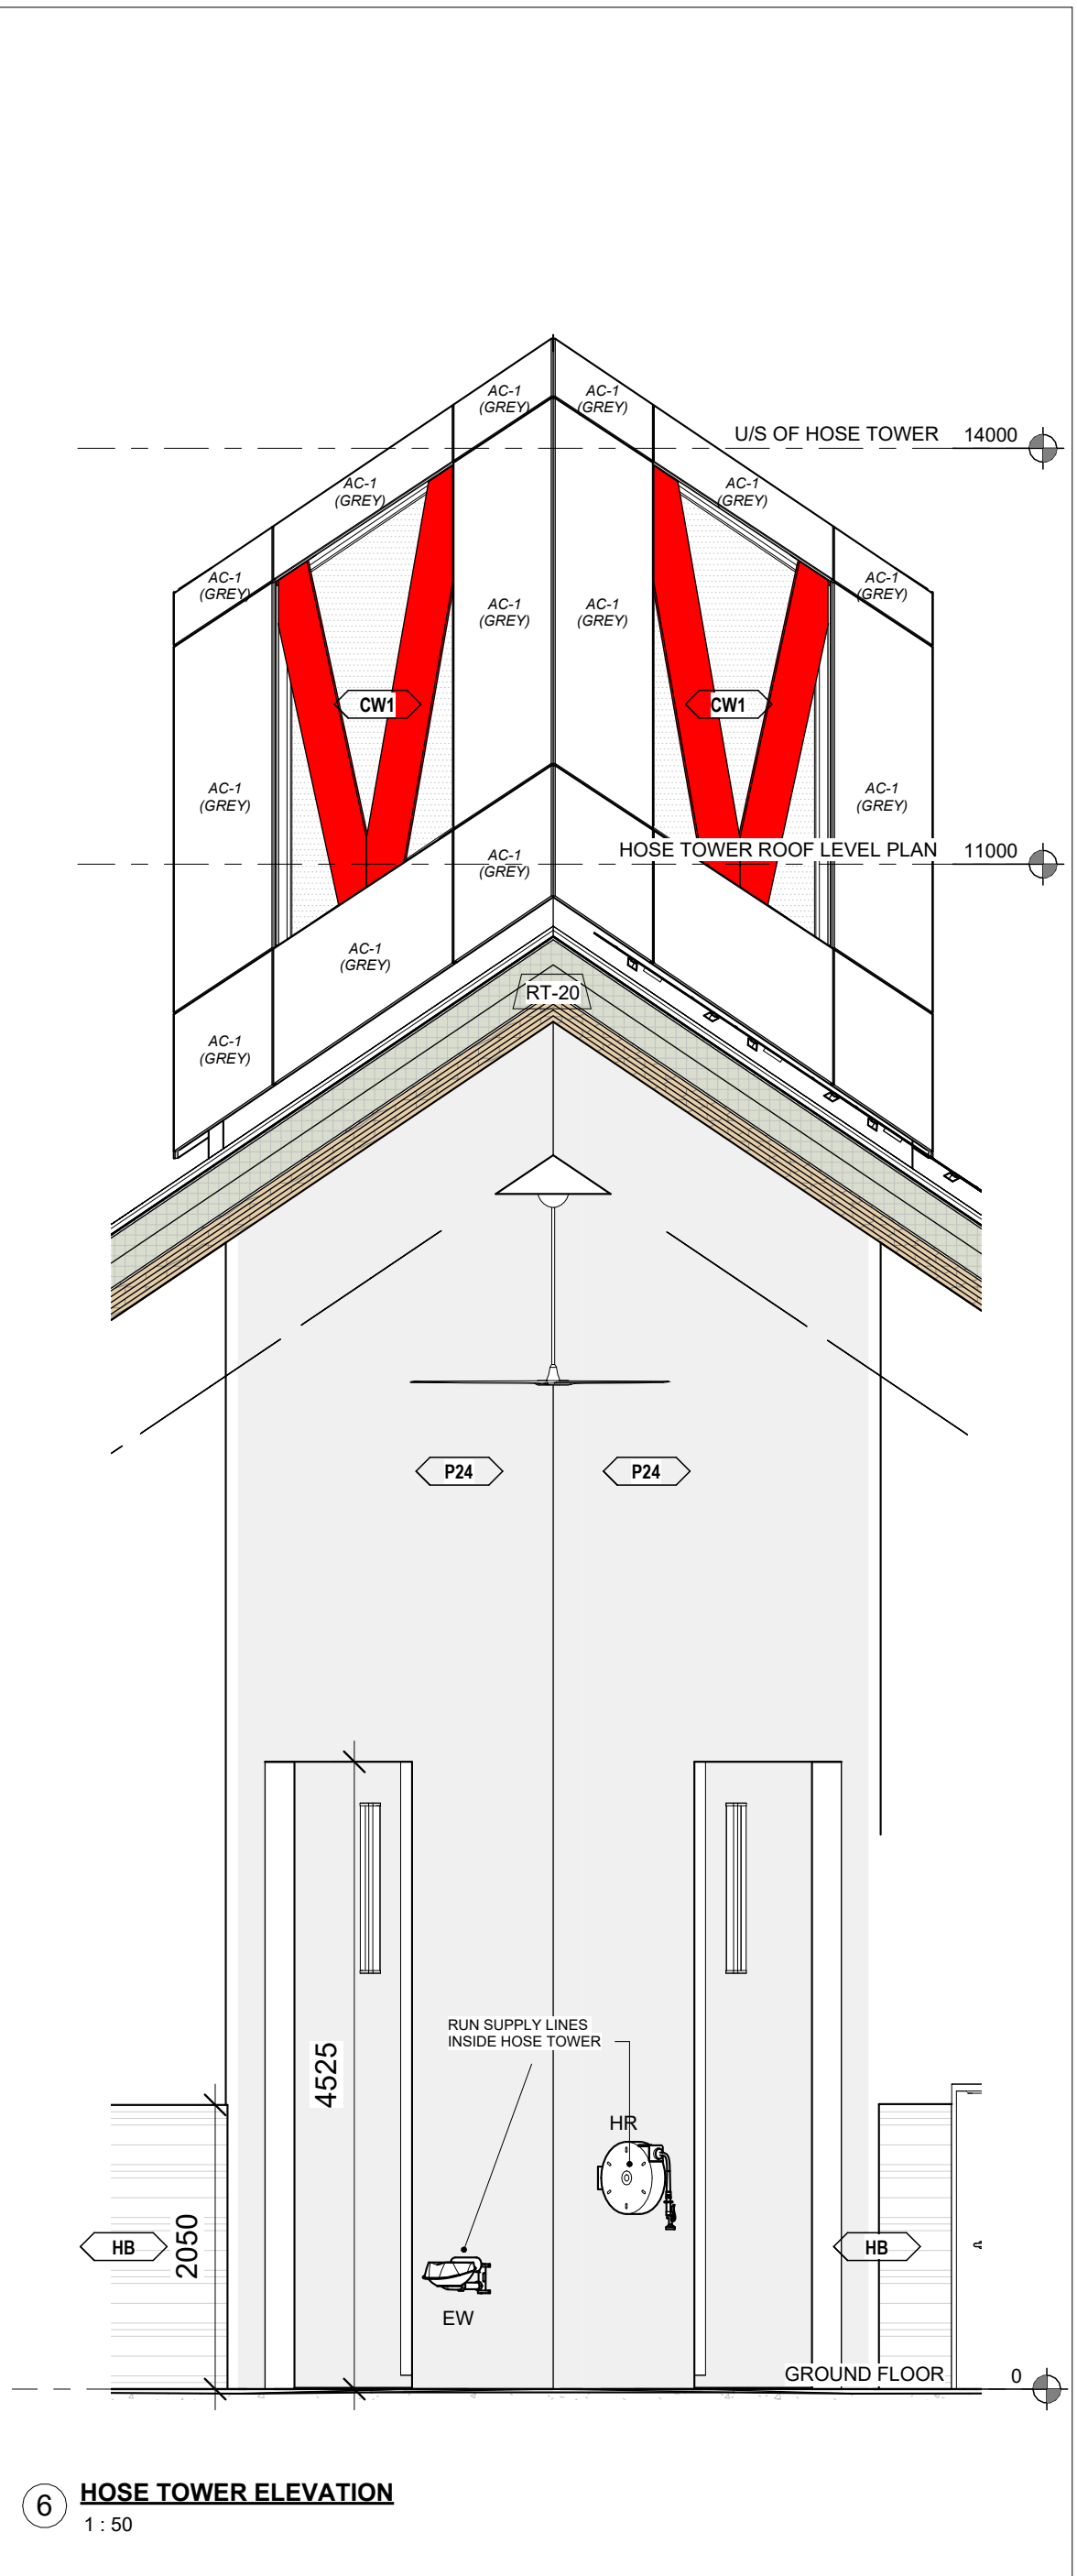 AC-1
(GREY)
AC-1
(GREY)
U/S OF HOSE TOWER 14000
AC-1
(GREY)
AC-1
(GREY)
AC-1
(GREY)
AC-1
(GREY)
AC-1
(GREY)
AC-1
(GREY)
CW1
CW1
AC-1
(GREY)
AC-1
(GREY)
HOSE TOWER ROOF LEVEL PLAN 11000
AC-1
(GREY)
AC-1
(GREY)
RT-20
AC-1
(GREY)
P24
P24
RUN SUPPLY LINES
INSIDE HOSE TOWER
4525
HR
2050
HB
HB
EW
GROUND FLOOR 0
6 HOSE TOWER ELEVATION
1 : 50